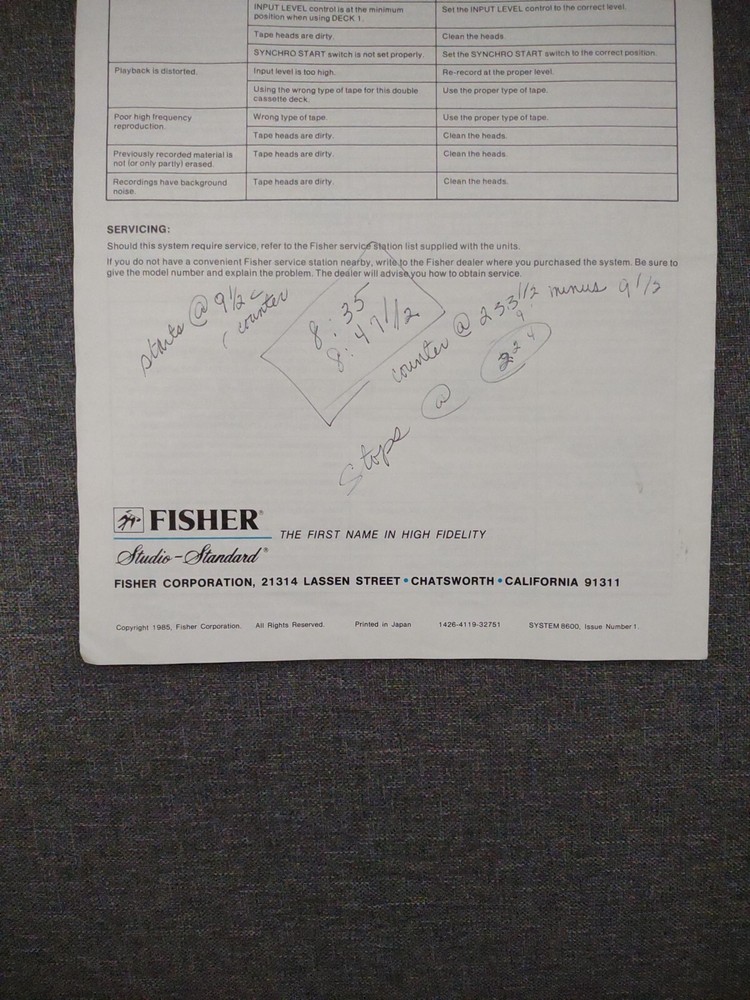 INPUT LEVEL control is at the minimum position when using DECK 1. Set the INPUT LEVEL control to the correct level.
Tape heads are dirty. Clean the heads.
SYNCHRO START switch is not set properly. Set the SYNCHRO START switch to the correct position.
Playback is distorted. Input level is too high. Re-record at the proper level.
Using the wrong type of tape for this double cassette deck. Use the proper type of tape.
Poor high frequency reproduction. Wrong type of tape. Use the proper type of tape.
Tape heads are dirty. Clean the heads.
Previously recorded material is not (or only partly) erased. Tape heads are dirty. Clean the heads.
Recordings have background noise. Tape heads are dirty. Clean the heads.
SERVICING:
Should this system require service, refer to the Fisher service station list supplied with the units.
If you do not have a convenient Fisher service station nearby, write to the Fisher dealer where you purchased the system. Be sure to
give the model number and explain the problem. The dealer will advise you how to obtain service.
starts @ 9 1/2
counter
8:35
8:47 1/2
counter @ 233 1/2 minus 9 1/2
9
224
Stops @
FISHER®
THE FIRST NAME IN HIGH FIDELITY
Studio-Standard®
FISHER CORPORATION, 21314 LASSEN STREET • CHATSWORTH • CALIFORNIA 91311
Copyright 1985, Fisher Corporation. All Rights Reserved. Printed in Japan 1426-4119-32751 SYSTEM 8600, Issue Number 1.